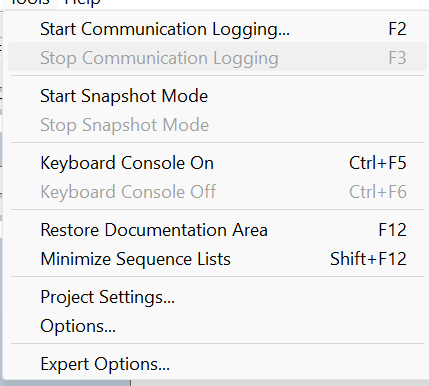 Tools Help
Start Communication Logging... F2
Stop Communication Logging F3
Start Snapshot Mode
Stop Snapshot Mode
Keyboard Console On Ctrl+F5
Keyboard Console Off Ctrl+F6
Restore Documentation Area F12
Minimize Sequence Lists Shift+F12
Project Settings...
Options...
Expert Options...